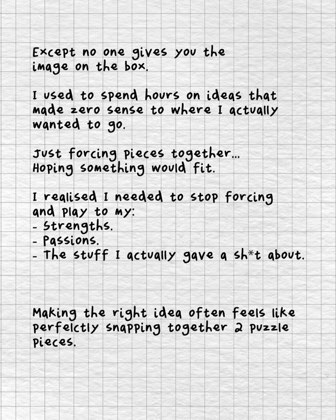 Except no one gives you the
image on the box.
I used to spend hours on ideas that
made zero sense to where I actually
wanted to go.
Just forcing pieces together...
Hoping something would fit.
I realised I needed to stop forcing
and play to my:
- Strengths.
- Passions.
- The stuff I actually gave a sh*t about.
Making the right idea often feels like
perfelctly snapping together 2 puzzle
pieces.